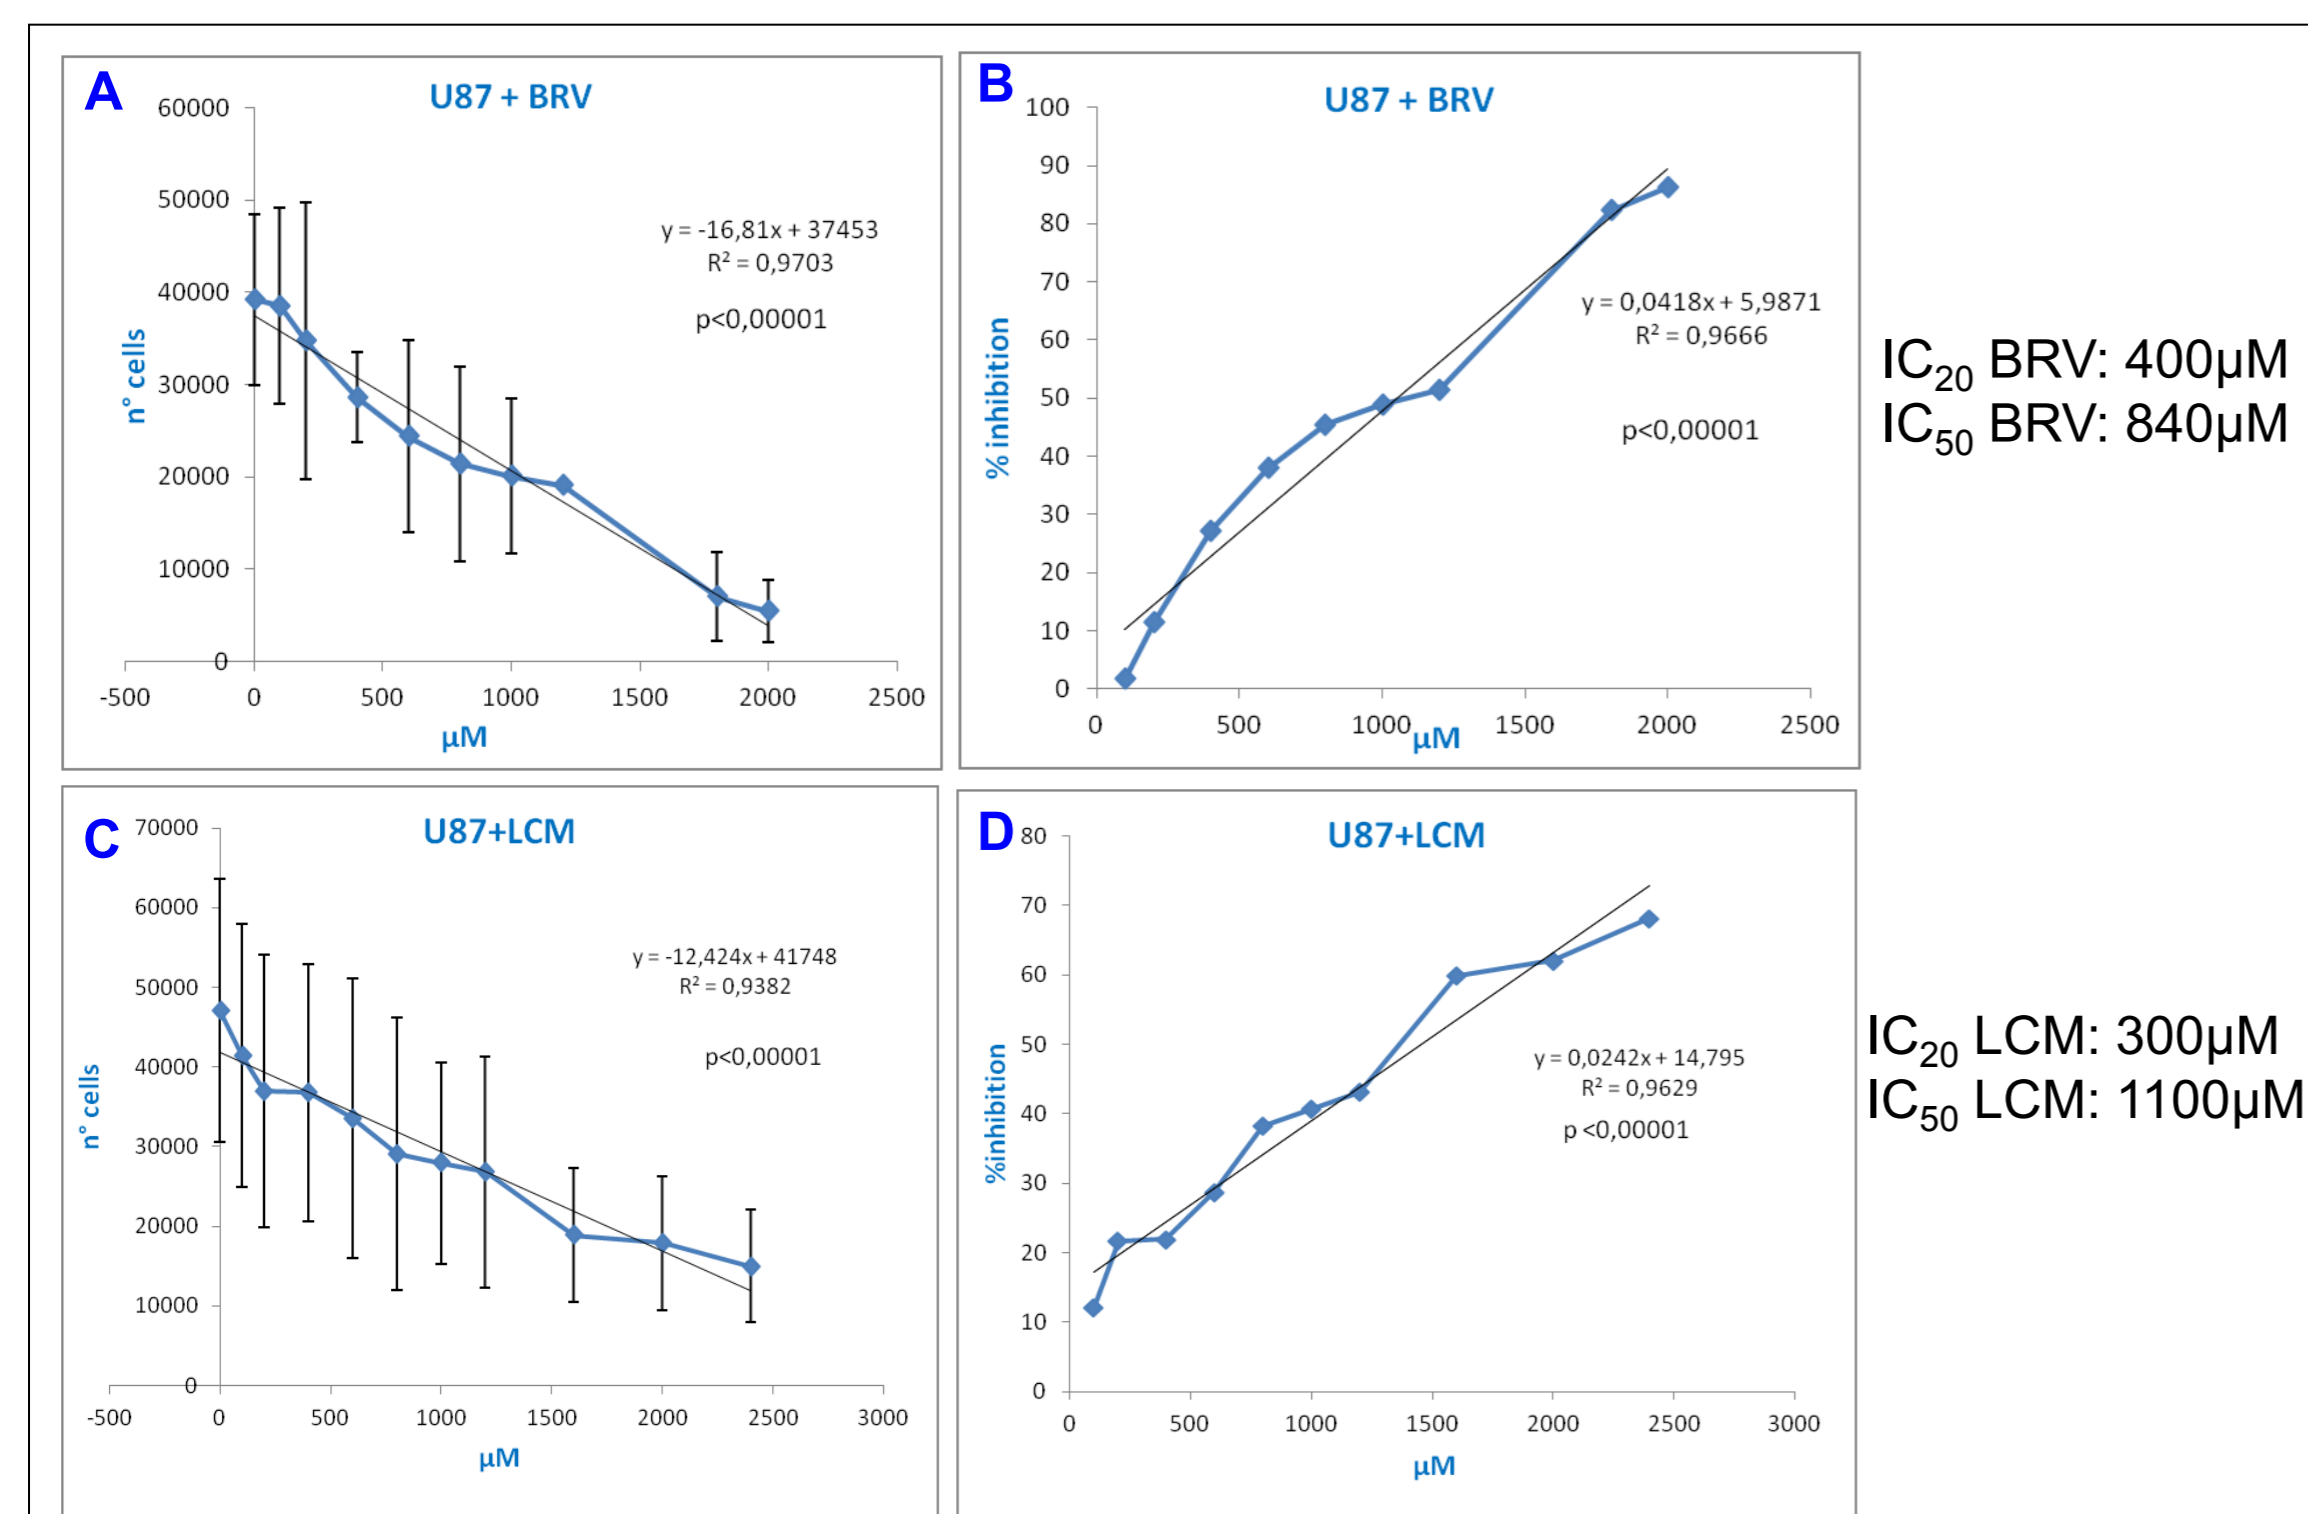 A
U87 + BRV
60000
50000
40000
30000
20000
10000
0
n° cells
y = -16,81x + 37453
R² = 0,9703
p<0,00001
-500 0 500 1000 1500 2000 2500
µM
B
U87 + BRV
100
90
80
70
60
50
40
30
20
10
0
% inhibition
y = 0,0418x + 5,9871
R² = 0,9666
p<0,00001
0 500 1000 1500 2000 2500
µM
IC₂₀ BRV: 400µM
IC₅₀ BRV: 840µM
C
U87+LCM
70000
60000
50000
40000
30000
20000
10000
0
n° cells
y = -12,424x + 41748
R² = 0,9382
p<0,00001
-500 0 500 1000 1500 2000 2500 3000
µM
D
U87+LCM
80
70
60
50
40
30
20
10
0
%inhibition
y = 0,0242x + 14,795
R² = 0,9629
p <0,00001
0 500 1000 1500 2000 2500 3000
µM
IC₂₀ LCM: 300µM
IC₅₀ LCM: 1100µM